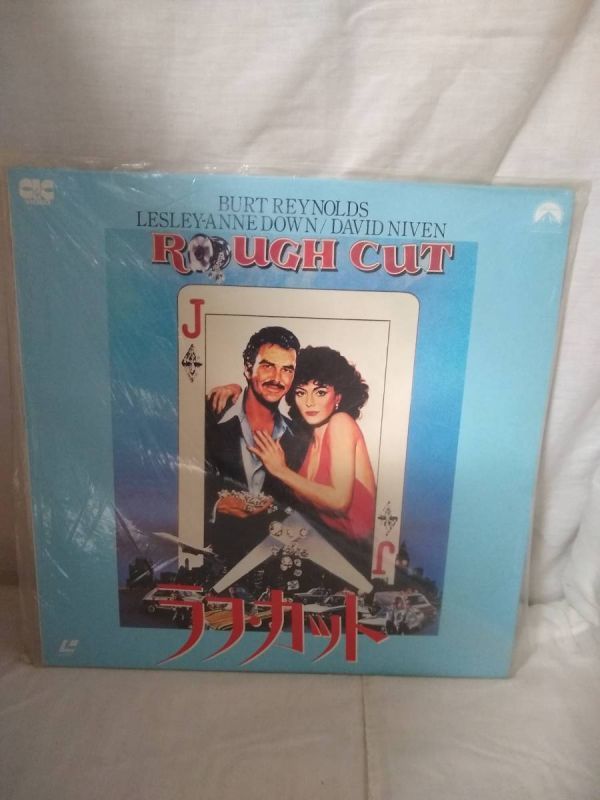 CIC
BURT REYNOLDS
LESLEY-ANNE DOWN / DAVID NIVEN
ROUGH CUT
J
J
ラフ・カット